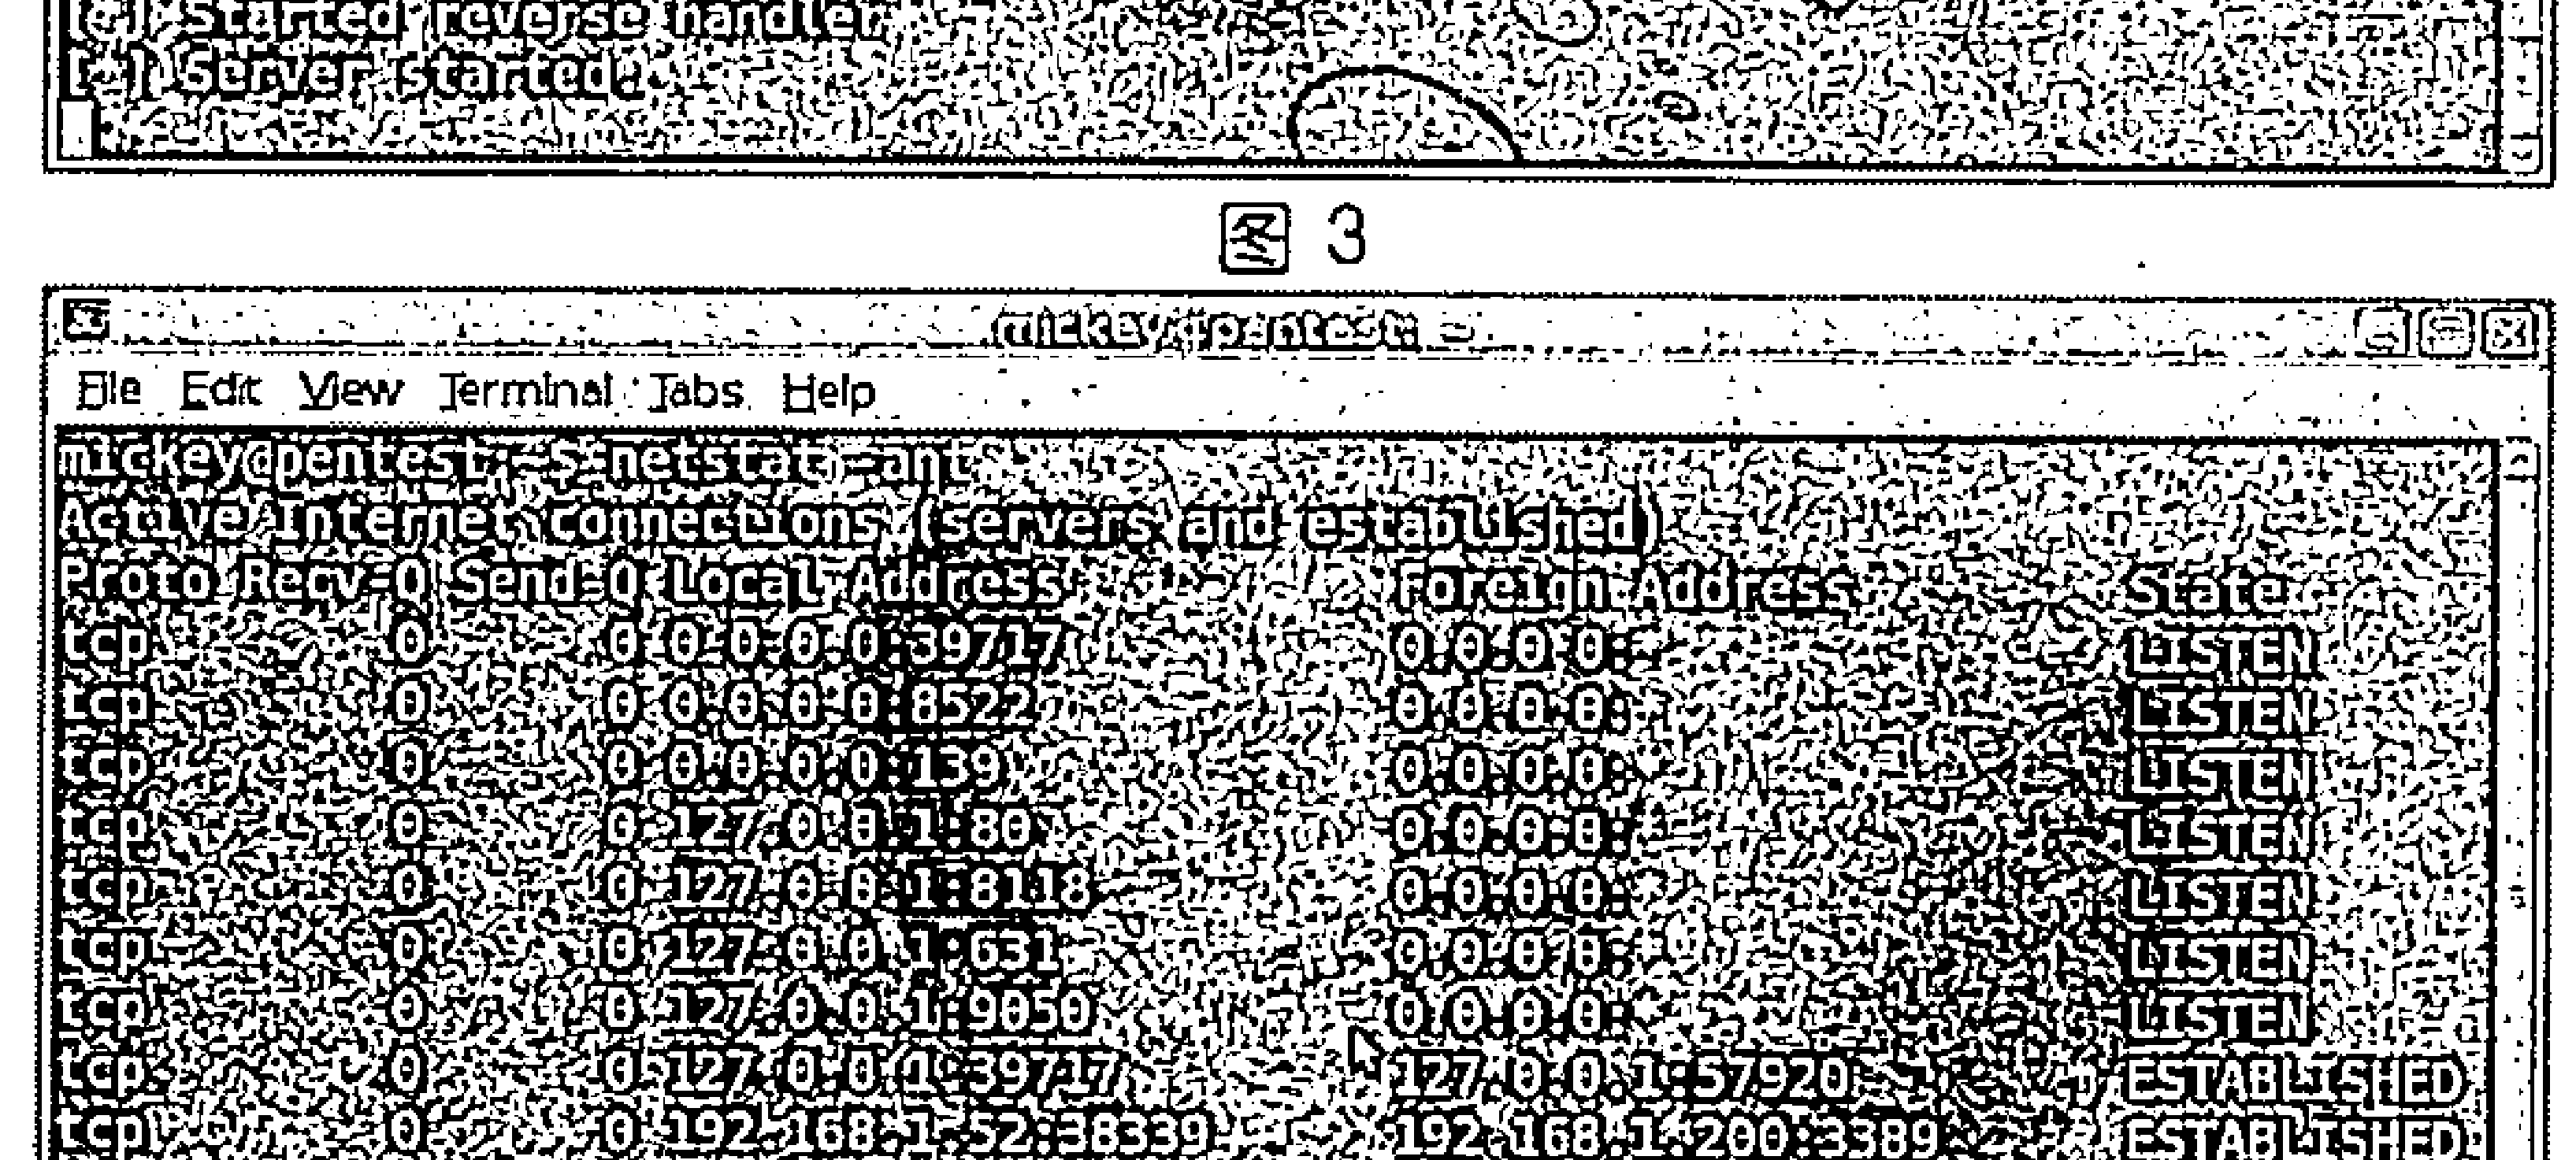 [*] Started reverse handler
[*] Server started.
图 3
mickey@pentest: ~
File Edit View Terminal Tabs Help
mickey@pentest:~$ netstat -ant
Active Internet connections (servers and established)
Proto Recv-Q Send-Q Local Address Foreign Address State
tcp 0 0 0.0.0.0:39717 0.0.0.0:* LISTEN
tcp 0 0 0.0.0.0:8522 0.0.0.0:* LISTEN
tcp 0 0 0.0.0.0:139 0.0.0.0:* LISTEN
tcp 0 0 127.0.0.1:80 0.0.0.0:* LISTEN
tcp 0 0 127.0.0.1:8118 0.0.0.0:* LISTEN
tcp 0 0 127.0.0.1:631 0.0.0.0:* LISTEN
tcp 0 0 127.0.0.1:9050 0.0.0.0:* LISTEN
tcp 0 0 127.0.0.1:39717 127.0.0.1:57920 ESTABLISHED
tcp 0 0 192.168.1.52:38339 192.168.1.200:3389 ESTABLISHED